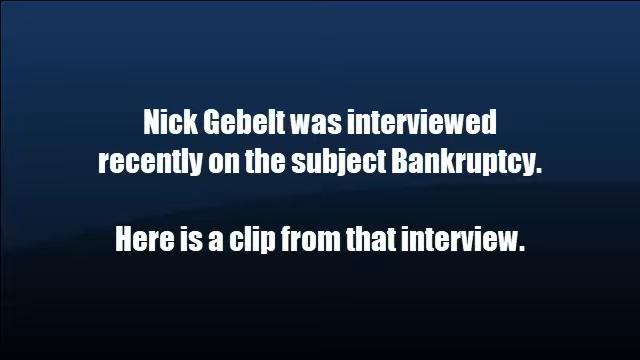 Nick Gebelt was interviewed
recently on the subject Bankruptcy.
Here is a clip from that interview.